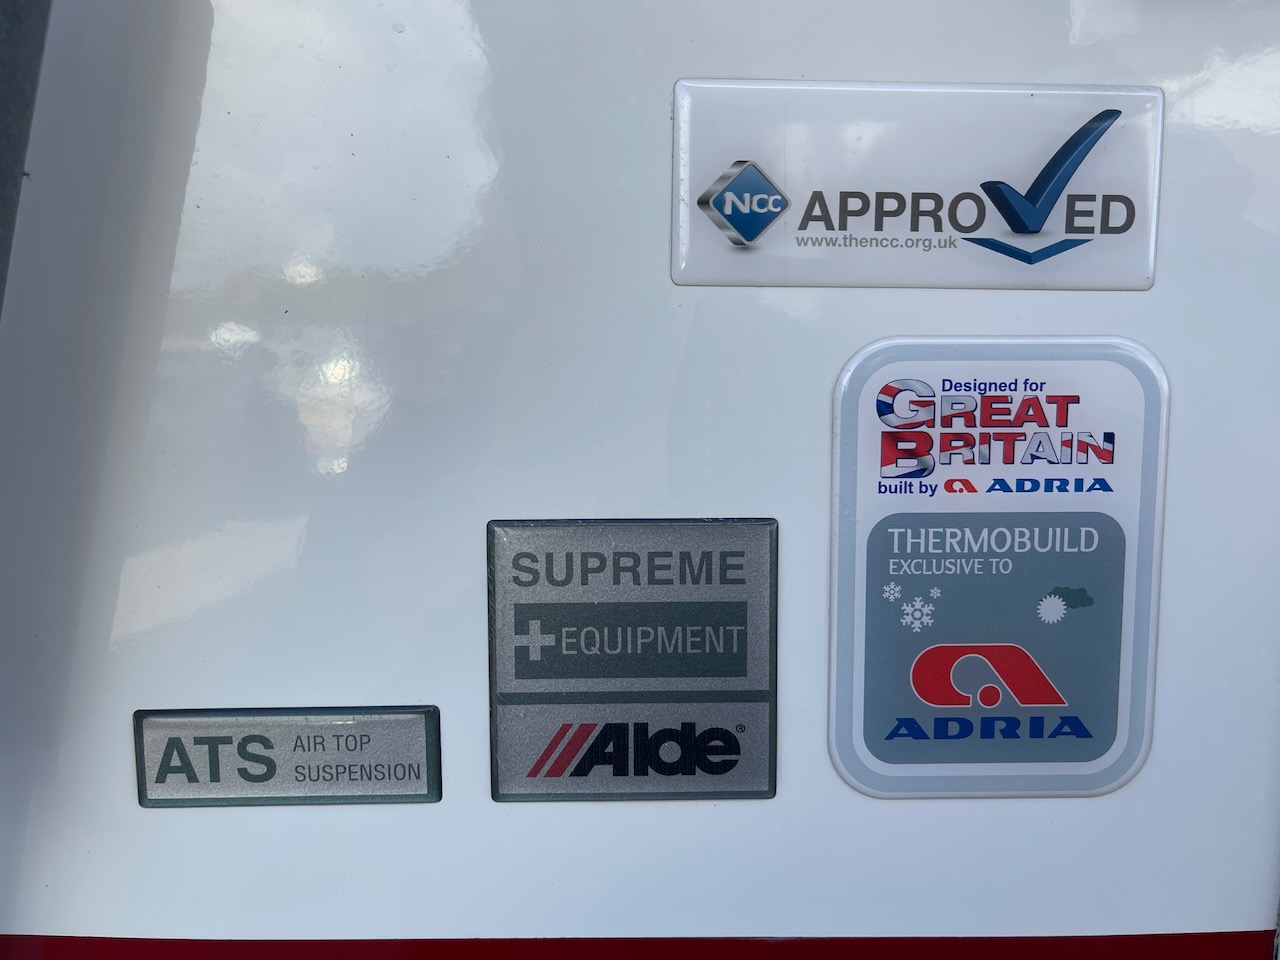 NCC APPROVED
www.thencc.org.uk
Designed for
GREAT
BRITAIN
built by ADRIA
THERMOBUILD
EXCLUSIVE TO
ADRIA
SUPREME
+EQUIPMENT
Alde®
ATS AIR TOP
SUSPENSION